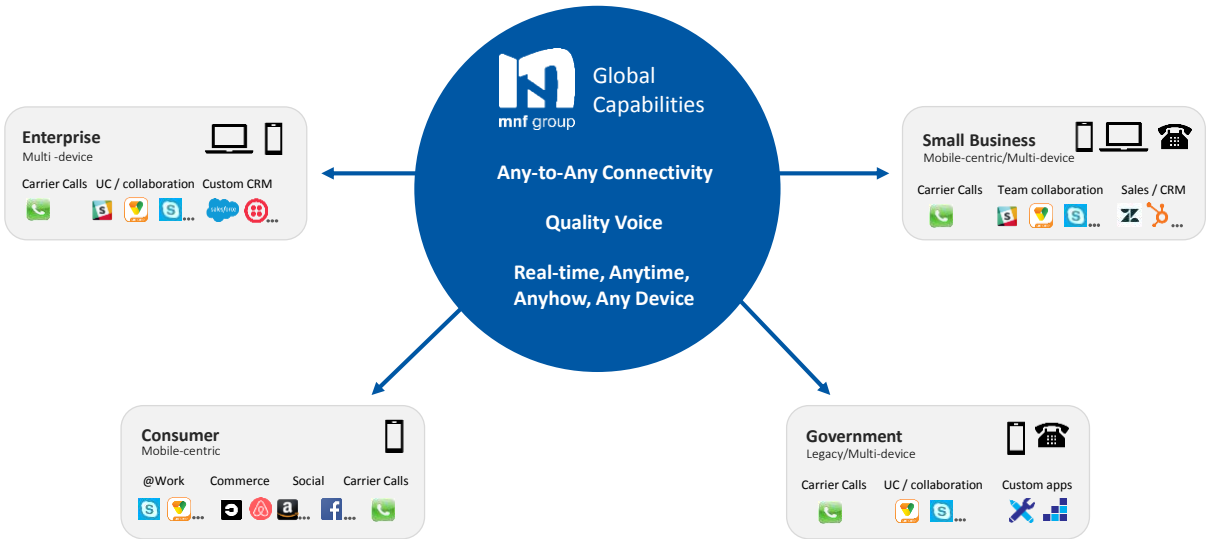 mnf group
Global
Capabilities
Any-to-Any Connectivity
Quality Voice
Real-time, Anytime,
Anyhow, Any Device
Enterprise
Multi -device
Carrier Calls UC / collaboration Custom CRM
S S ... salesforce ...
Small Business
Mobile-centric/Multi-device
Carrier Calls Team collaboration Sales / CRM
S S ... ...
Consumer
Mobile-centric
@Work Commerce Social Carrier Calls
S ... a ... f ...
Government
Legacy/Multi-device
Carrier Calls UC / collaboration Custom apps
S ...